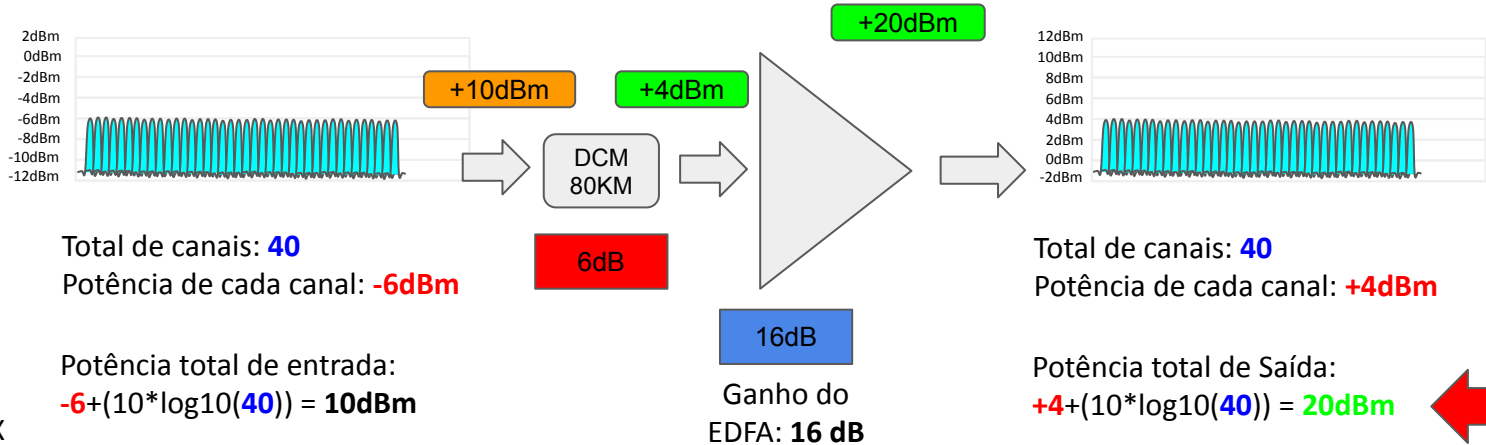 +20dBm
2dBm
0dBm
-2dBm
-4dBm
-6dBm
-8dBm
-10dBm
-12dBm
+10dBm
+4dBm
12dBm
10dBm
8dBm
6dBm
4dBm
2dBm
0dBm
-2dBm
DCM
80KM
6dB
16dB
Ganho do
EDFA: 16 dB
Total de canais: 40
Potência de cada canal: -6dBm
Potência total de entrada:
-6+(10*log10(40)) = 10dBm
Total de canais: 40
Potência de cada canal: +4dBm
Potência total de Saída:
+4+(10*log10(40)) = 20dBm
X